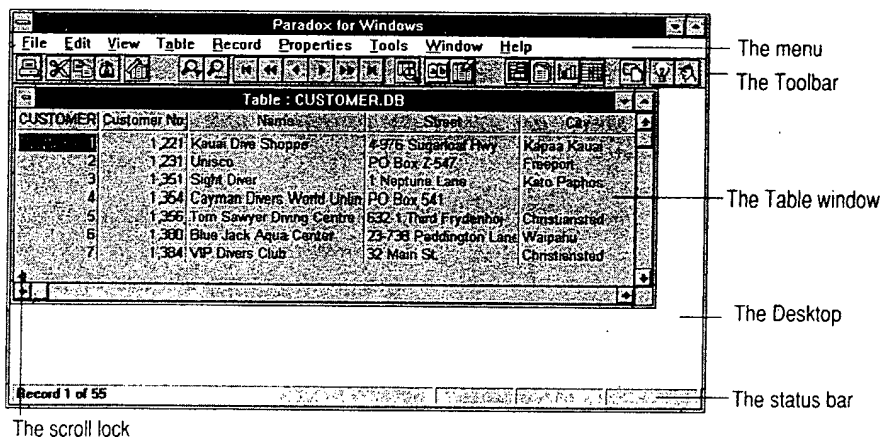 Paradox for Windows
File Edit View Table Record Properties Tools Window Help
The menu
The Toolbar
Table : CUSTOMER.DB
CUSTOMER Customer No. Name Street City
1 1,221 Kauai Dive Shoppe 4-976 Sugarloaf Hwy Kapaa Kauai
2 1,231 Unisco PO Box Z-547 Freeport
3 1,351 Sight Diver 1 Neptune Lane Kato Paphos
4 1,354 Cayman Divers World Unlim PO Box 541
The Table window
5 1,356 Tom Sawyer Diving Centre 632-1 Third Frydenhoj Christiansted
6 1,380 Blue Jack Aqua Center 23-738 Paddington Lane Waipahu
7 1,384 VIP Divers Club 32 Main St. Christiansted
The Desktop
Record 1 of 55
The status bar
The scroll lock